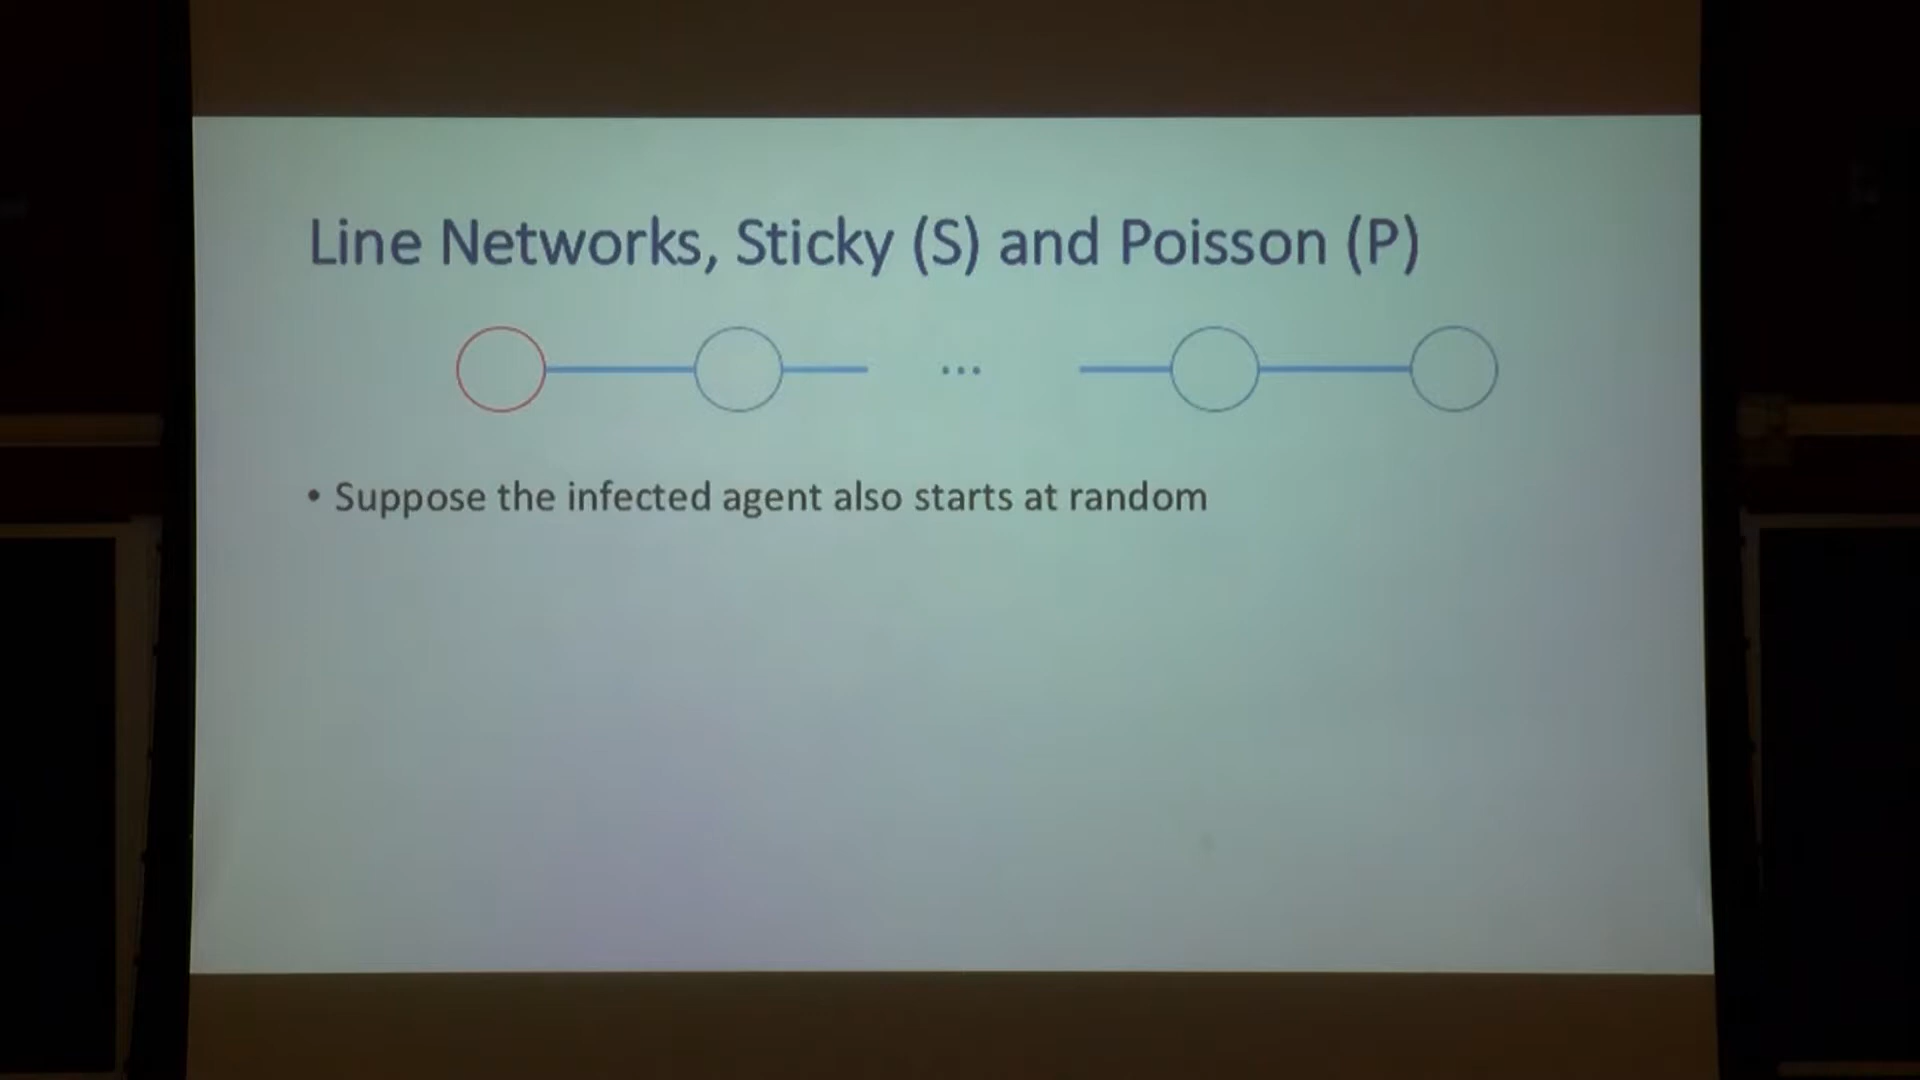 Line Networks, Sticky (S) and Poisson (P)
...
• Suppose the infected agent also starts at random